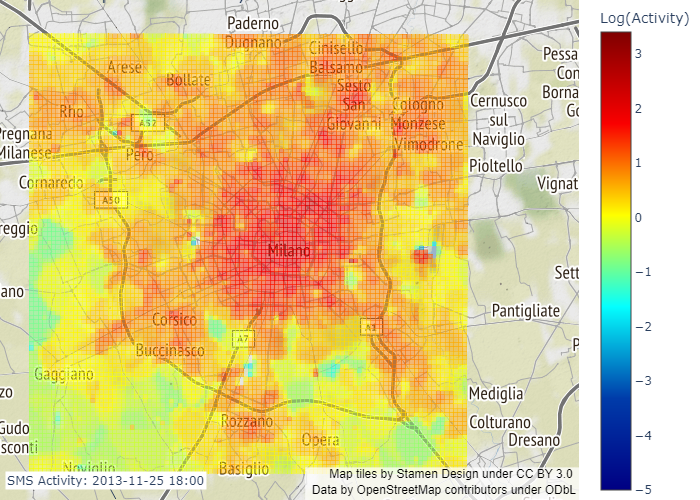 Log(Activity)
Paderno
Dugnano
Cinisello
Balsamo
Arese
Bollate
Sesto
San
Giovanni
Pessa
Con
Borna
Go
Rho
A52
Cologno
Monzese
Cernusco
sul
Naviglio
Pregnana
Milanese
Pero
Vimodrone
Pioltello
Cornaredo
A50
Vignat
reggio
Milano
ano
Sett
Pantigliate
Corsico
A7
A1
Buccinasco
P
Gaggiano
zo
Mediglia
Gudo
sconti
Rozzano
Opera
Colturano
Dresano
Noviglio
Basiglio
SMS Activity: 2013-11-25 18:00
Map tiles by Stamen Design under CC BY 3.0
Data by OpenStreetMap contributors under ODbL
3
2
1
0
−1
−2
−3
−4
−5